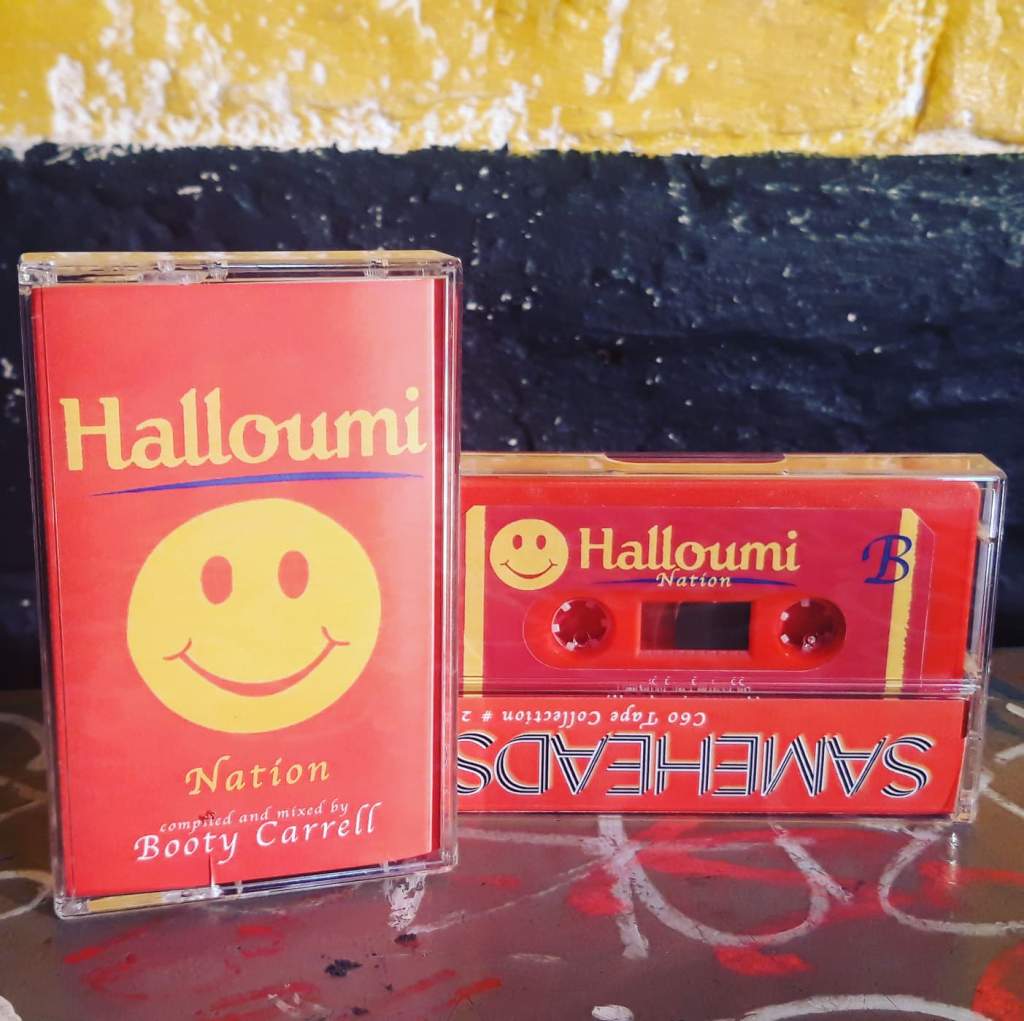 Halloumi
Nation
compiled and mixed by
Booty Carrell
Halloumi
Nation
B
C60 Tape Collection # 2
SAMEHEADS